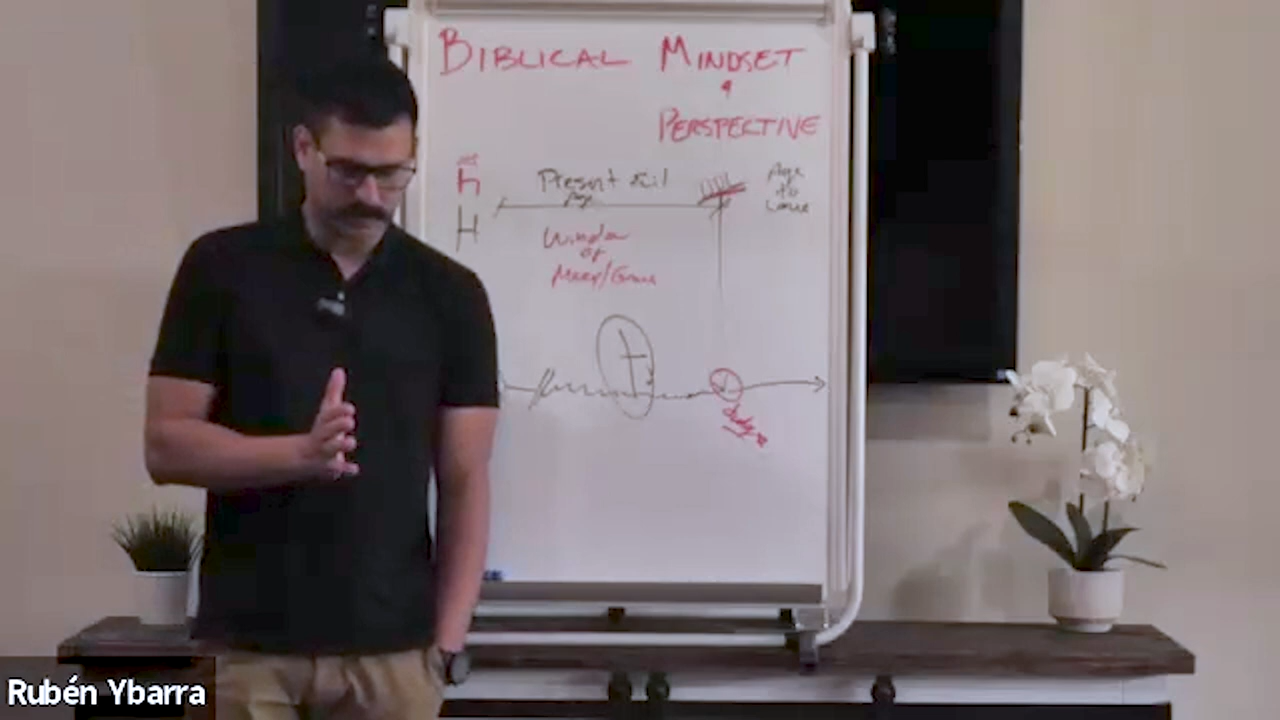 BIBLICAL MINDSET
&
PERSPECTIVE
Present Evil
Age
Age
to
Come
H
Window
of
Mercy/Grace
Rubén Ybarra